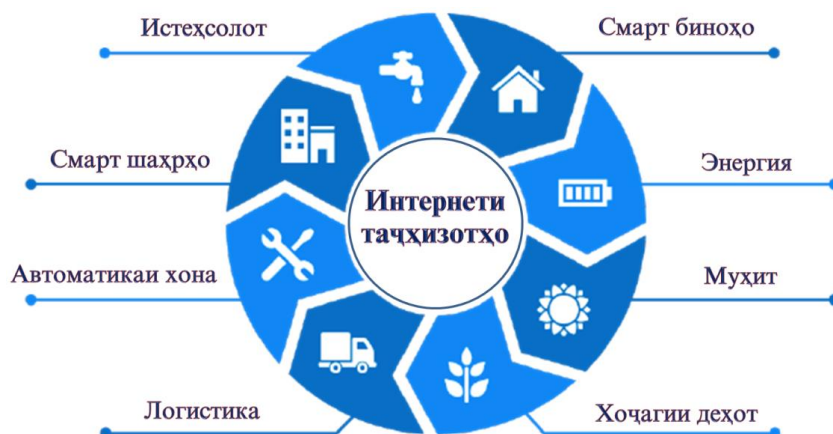 Истеҳсолот
Смарт биноҳо
Смарт шаҳрҳо
Энергия
Интернети
таҷҳизотҳо
Автоматикаи хона
Муҳит
Логистика
Хоҷагии деҳот